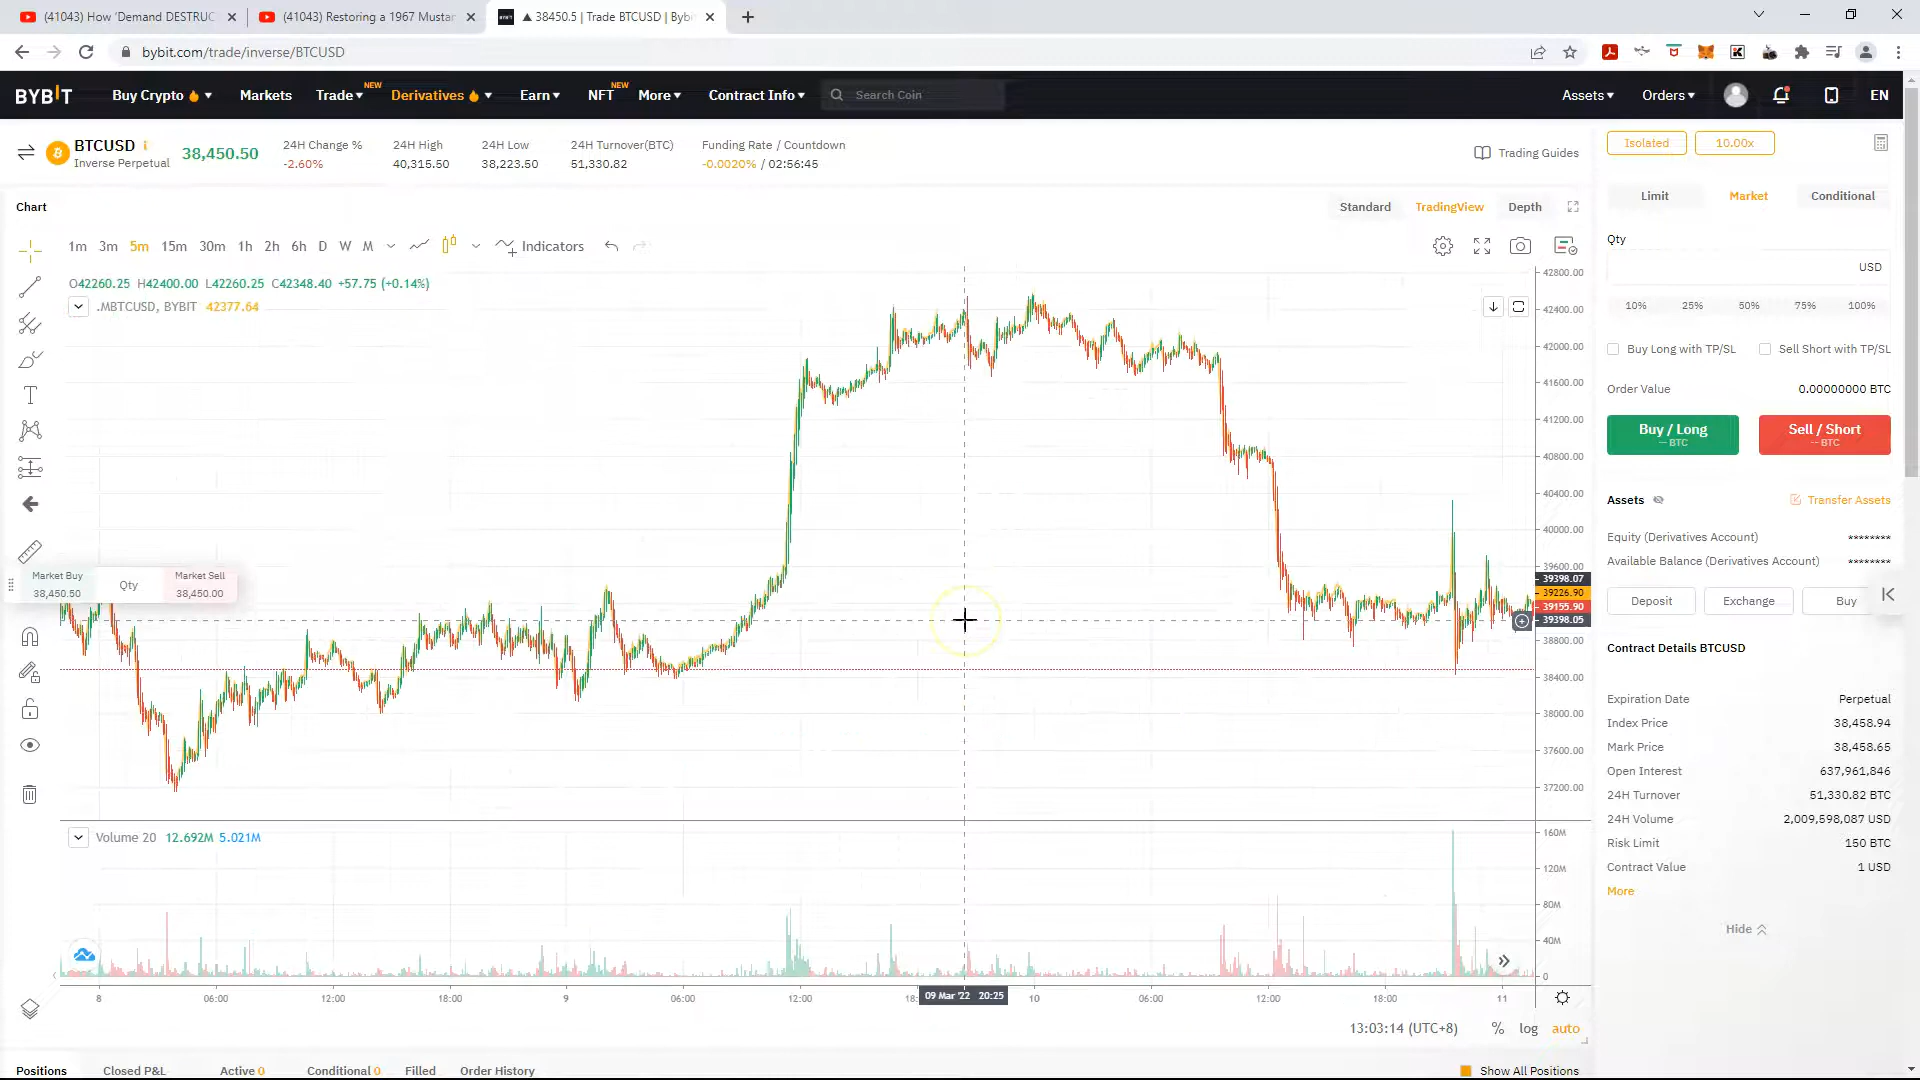 (41043) How 'Demand DESTRUC
(41043) Restoring a 1967 Mustar
▲ 38450.5 | Trade BTCUSD | Byb
bybit.com/trade/inverse/BTCUSD
BYBIT
Buy Crypto
Markets
Trade NEW
Derivatives
Earn
NFT NEW
More
Contract Info
Search Coin
Assets
Orders
EN
BTCUSD
Inverse Perpetual
38,450.50
24H Change %
-2.60%
24H High
40,315.50
24H Low
38,223.50
24H Turnover(BTC)
51,330.82
Funding Rate / Countdown
-0.0020% / 02:56:45
Trading Guides
Chart
Standard TradingView Depth
1m 3m 5m 15m 30m 1h 2h 6h D W M Indicators
O42260.25 H42400.00 L42260.25 C42348.40 +57.75 (+0.14%)
.MBTCUSD, BYBIT 42377.64
42800.00
42400.00
42000.00
41600.00
41200.00
40800.00
40400.00
40000.00
39600.00
39398.07
39226.90
39155.90
39398.05
38800.00
38400.00
38000.00
37600.00
37200.00
Market Buy
38,450.50
Qty
Market Sell
38,450.00
Volume 20 12.692M 5.021M
160M
120M
80M
40M
0
8 06:00 12:00 18:00 9 06:00 12:00 18: 09 Mar '22 20:25 10 06:00 12:00 18:00 11
13:03:14 (UTC+8) % log auto
Positions Closed P&L Active 0 Conditional 0 Filled Order History
Show All Positions
Isolated 10.00x
Limit Market Conditional
Qty
USD
10% 25% 50% 75% 100%
Buy Long with TP/SL Sell Short with TP/SL
Order Value 0.00000000 BTC
Buy / Long
-- BTC
Sell / Short
-- BTC
Assets Transfer Assets
Equity (Derivatives Account) ********
Available Balance (Derivatives Account) ********
Deposit Exchange Buy
Contract Details BTCUSD
Expiration Date Perpetual
Index Price 38,458.94
Mark Price 38,458.65
Open Interest 637,961,846
24H Turnover 51,330.82 BTC
24H Volume 2,009,598,087 USD
Risk Limit 150 BTC
Contract Value 1 USD
More
Hide